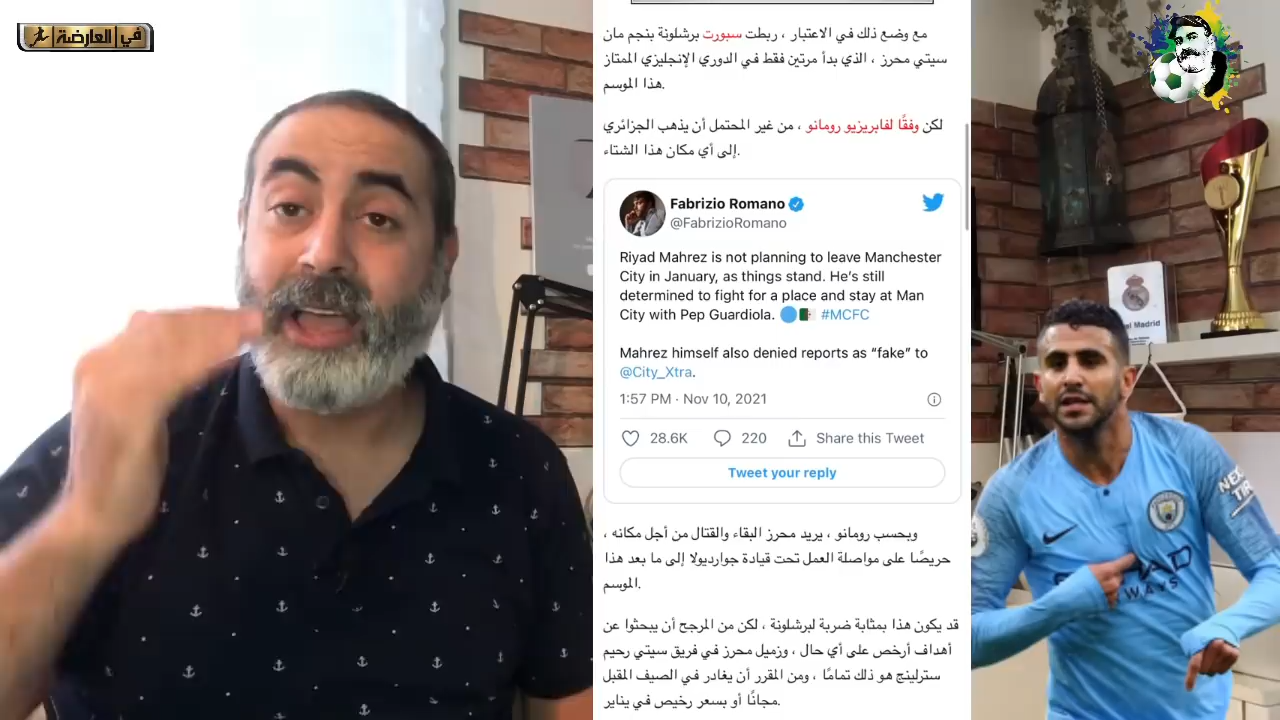 في العارضة
مع وضع ذلك في الاعتبار ، ربطت سبورت برشلونة بنجم مان
سيتي محرز ، الذي بدأ مرتين فقط في الدوري الإنجليزي الممتاز
هذا الموسم.
لكن وفقًا لفابريزيو رومانو ، من غير المحتمل أن يذهب الجزائري
إلى أي مكان هذا الشتاء.
Fabrizio Romano
@FabrizioRomano
Riyad Mahrez is not planning to leave Manchester
City in January, as things stand. He's still
determined to fight for a place and stay at Man
City with Pep Guardiola. 🔵🇩🇿 #MCFC
Mahrez himself also denied reports as “fake” to
@City_Xtra.
1:57 PM · Nov 10, 2021
28.6K 220 Share this Tweet
Tweet your reply
وبحسب رومانو ، يريد محرز البقاء والقتال من أجل مكانه ،
حريصًا على مواصلة العمل تحت قيادة جوارديولا إلى ما بعد هذا
الموسم.
قد يكون هذا بمثابة ضربة لبرشلونة ، لكن من المرجح أن يبحثوا عن
أهداف أرخص على أي حال ، وزميل محرز في فريق سيتي رحيم
سترلينج هو ذلك تمامًا ، ومن المقرر أن يغادر في الصيف المقبل
مجانًا أو بسعر رخيص في يناير.